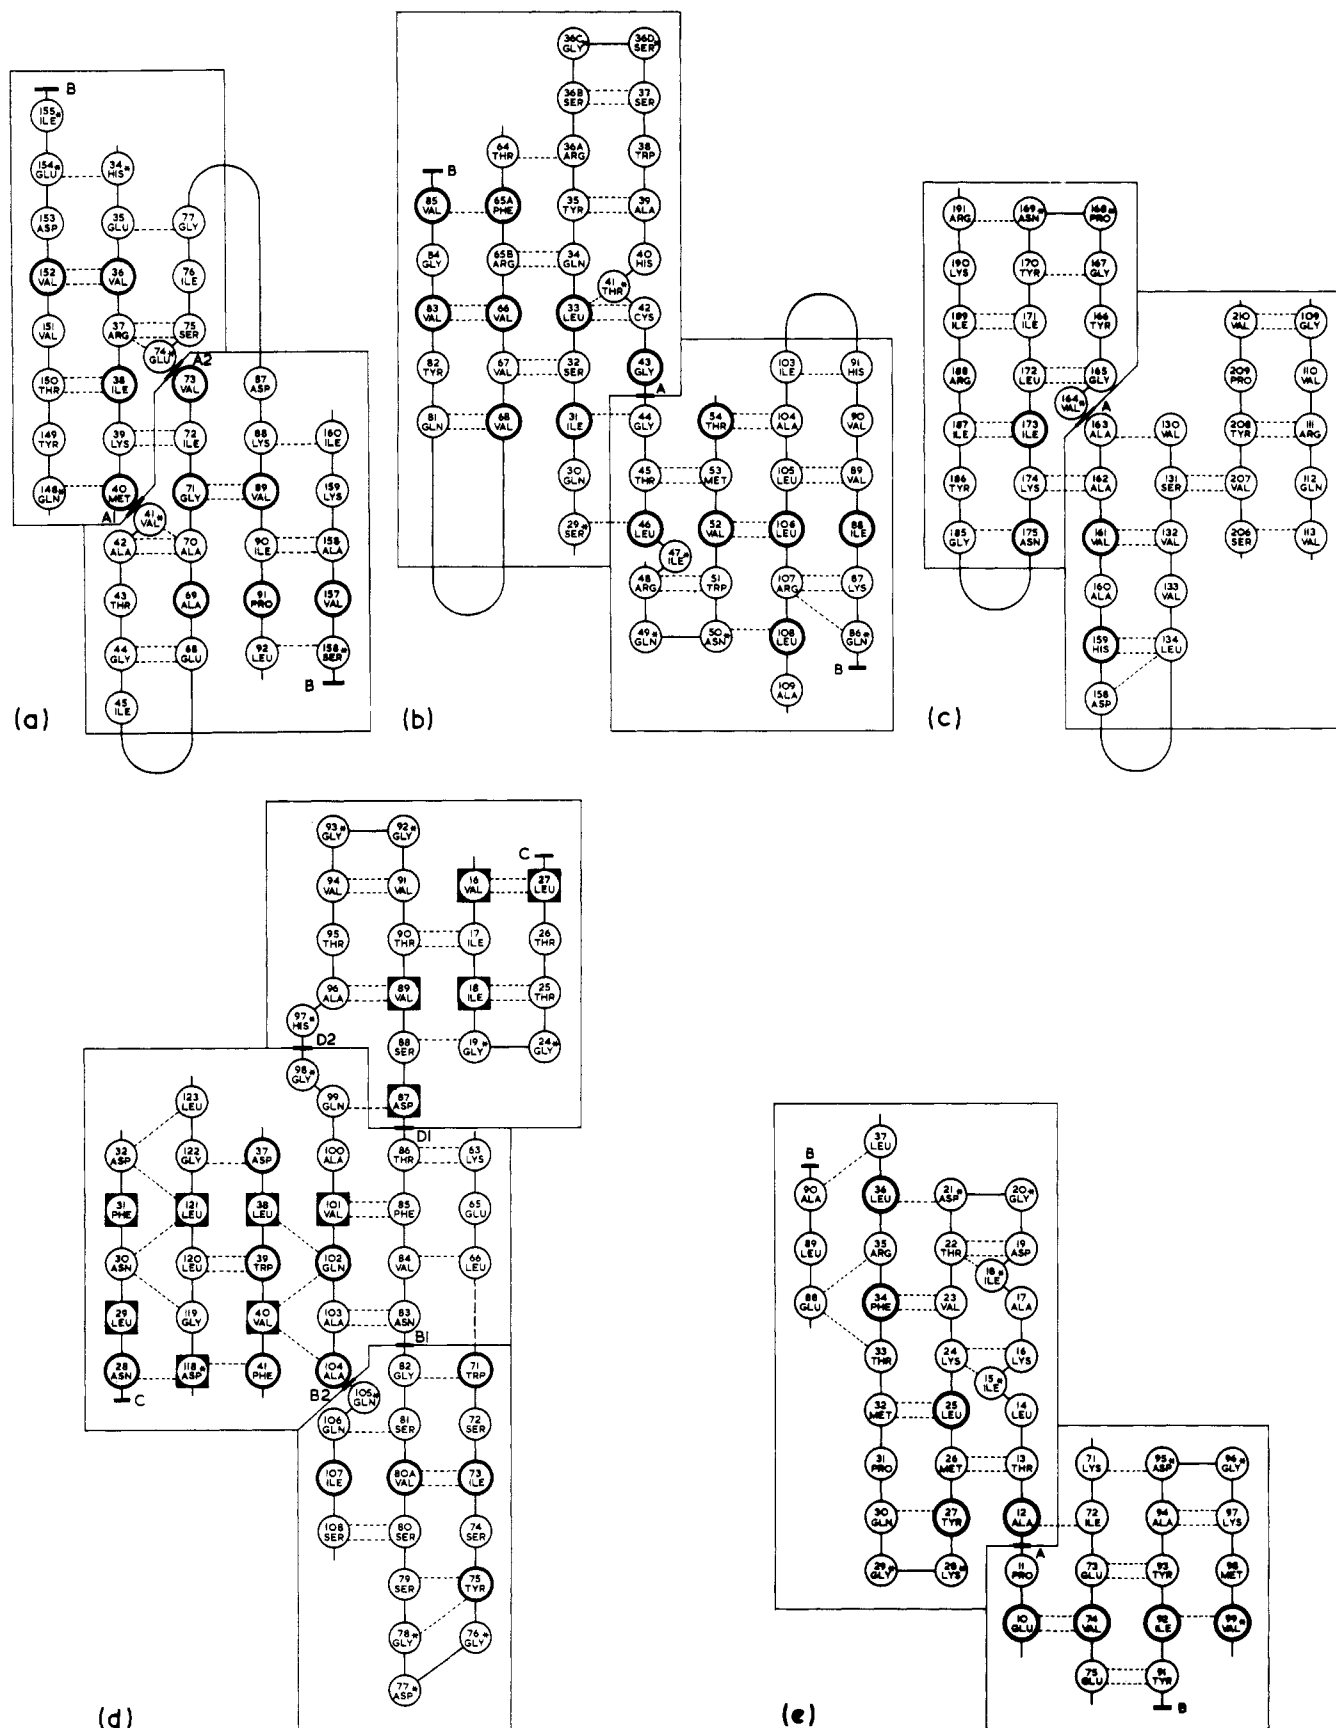 B
155* ILE
154* GLU
34* HIS
153 ASP
35 GLU
77 GLY
152 VAL
36 VAL
76 ILE
151 VAL
37 ARG
75 SER
74* GLU
A2
150 THR
38 ILE
73 VAL
87 ASP
149 TYR
39 LYS
72 ILE
88 LYS
160 ILE
148* GLN
40 MET
71 GLY
89 VAL
159 LYS
A1
41* VAL
42 ALA
70 ALA
90 ILE
158 ALA
43 THR
69 ALA
91 PRO
157 VAL
44 GLY
68 GLU
92 LEU
158* SER
B
45 ILE
(a)
36C GLY
36D SER*
36B SER
37 SER
64 THR
36A ARG
38 TRP
B
85 VAL
65A PHE
35 TYR
39 ALA
84 GLY
65B ARG
34 GLN
40 HIS
41* THR
83 VAL
66 VAL
33 LEU
42 CYS
82 TYR
67 VAL
32 SER
43 GLY
103 ILE
91 HIS
A
81 GLN
68 VAL
31 ILE
44 GLY
54 THR
104 ALA
90 VAL
30 GLN
45 THR
53 MET
105 LEU
89 VAL
29* SER
46 LEU
52 VAL
106 LEU
88 ILE
47* ILE
48 ARG
51 TRP
107 ARG
87 LYS
49* GLN
50* ASN
108 LEU
86* GLN
B
109 ALA
(b)
191 ARG
169* ASN
168* PRO
190 LYS
170 TYR
167 GLY
189 ILE
171 ILE
166 TYR
210 VAL
109 GLY
188 ARG
172 LEU
165 GLY
209 PRO
110 VAL
164* VAL
A
187 ILE
173 ILE
163 ALA
130 VAL
208 TYR
111 ARG
186 TYR
174 LYS
162 ALA
131 SER
207 VAL
112 GLN
185 GLY
175 ASN
161 VAL
132 VAL
206 SER
113 VAL
160 ALA
133 VAL
159 HIS
134 LEU
158 ASP
(c)
93* GLY
92* GLY
C
94 VAL
91 VAL
16 VAL
27 LEU
95 THR
90 THR
17 ILE
26 THR
96 ALA
89 VAL
18 ILE
25 THR
97* HIS
D2
88 SER
19* GLY
24* GLY
98* GLY
123 LEU
99 GLN
87 ASP
D1
32 ASP
122 GLY
37 ASP
100 ALA
86 THR
63 LYS
31 PHE
121 LEU
38 LEU
101 VAL
85 PHE
65 GLU
30 ASN
120 LEU
39 TRP
102 GLN
84 VAL
66 LEU
29 LEU
119 GLY
40 VAL
103 ALA
83 ASN
B1
28 ASN
118* ASP
41 PHE
104 ALA
82 GLY
71 TRP
C
B2
105* GLN
106 GLN
81 SER
72 SER
107 ILE
80A VAL
73 ILE
108 SER
80 SER
74 SER
79 SER
75 TYR
78* GLY
76* GLY
77* ASP
(d)
37 LEU
B
90 ALA
36 LEU
21* ASP
20* GLY
89 LEU
35 ARG
22 THR
19 ASP
18* ILE
88 GLU
34 PHE
23 VAL
17 ALA
33 THR
24 LYS
16 LYS
15* ILE
32 MET
25 LEU
14 LEU
31 PRO
26 MET
13 THR
71 LYS
95* ASP
96* GLY
30 GLN
27 TYR
12 ALA
72 ILE
94 ALA
97 LYS
A
29* GLY
28* LYS
11 PRO
73 GLU
93 TYR
98 MET
10 GLU
74 VAL
92 ILE
99* VAL
75 GLU
91 TYR
B
(e)